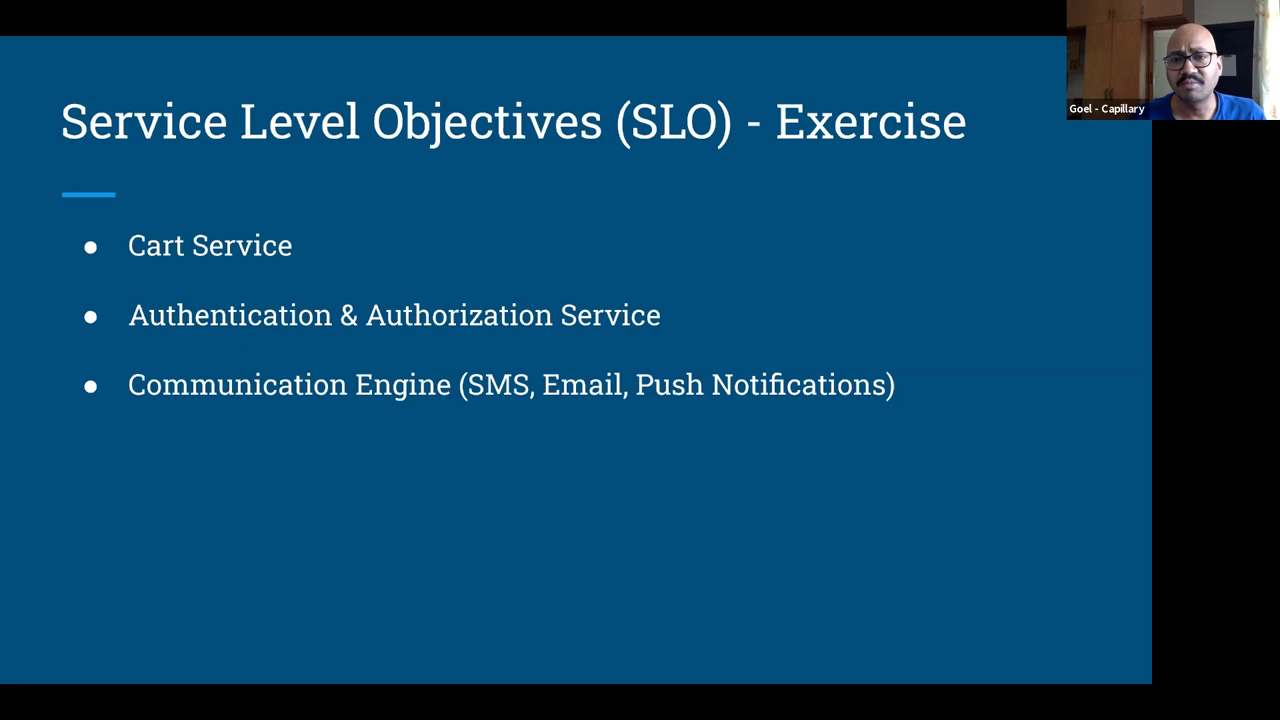 Service Level Objectives (SLO) - Exercise
Goel - Capillary
● Cart Service
● Authentication & Authorization Service
● Communication Engine (SMS, Email, Push Notifications)